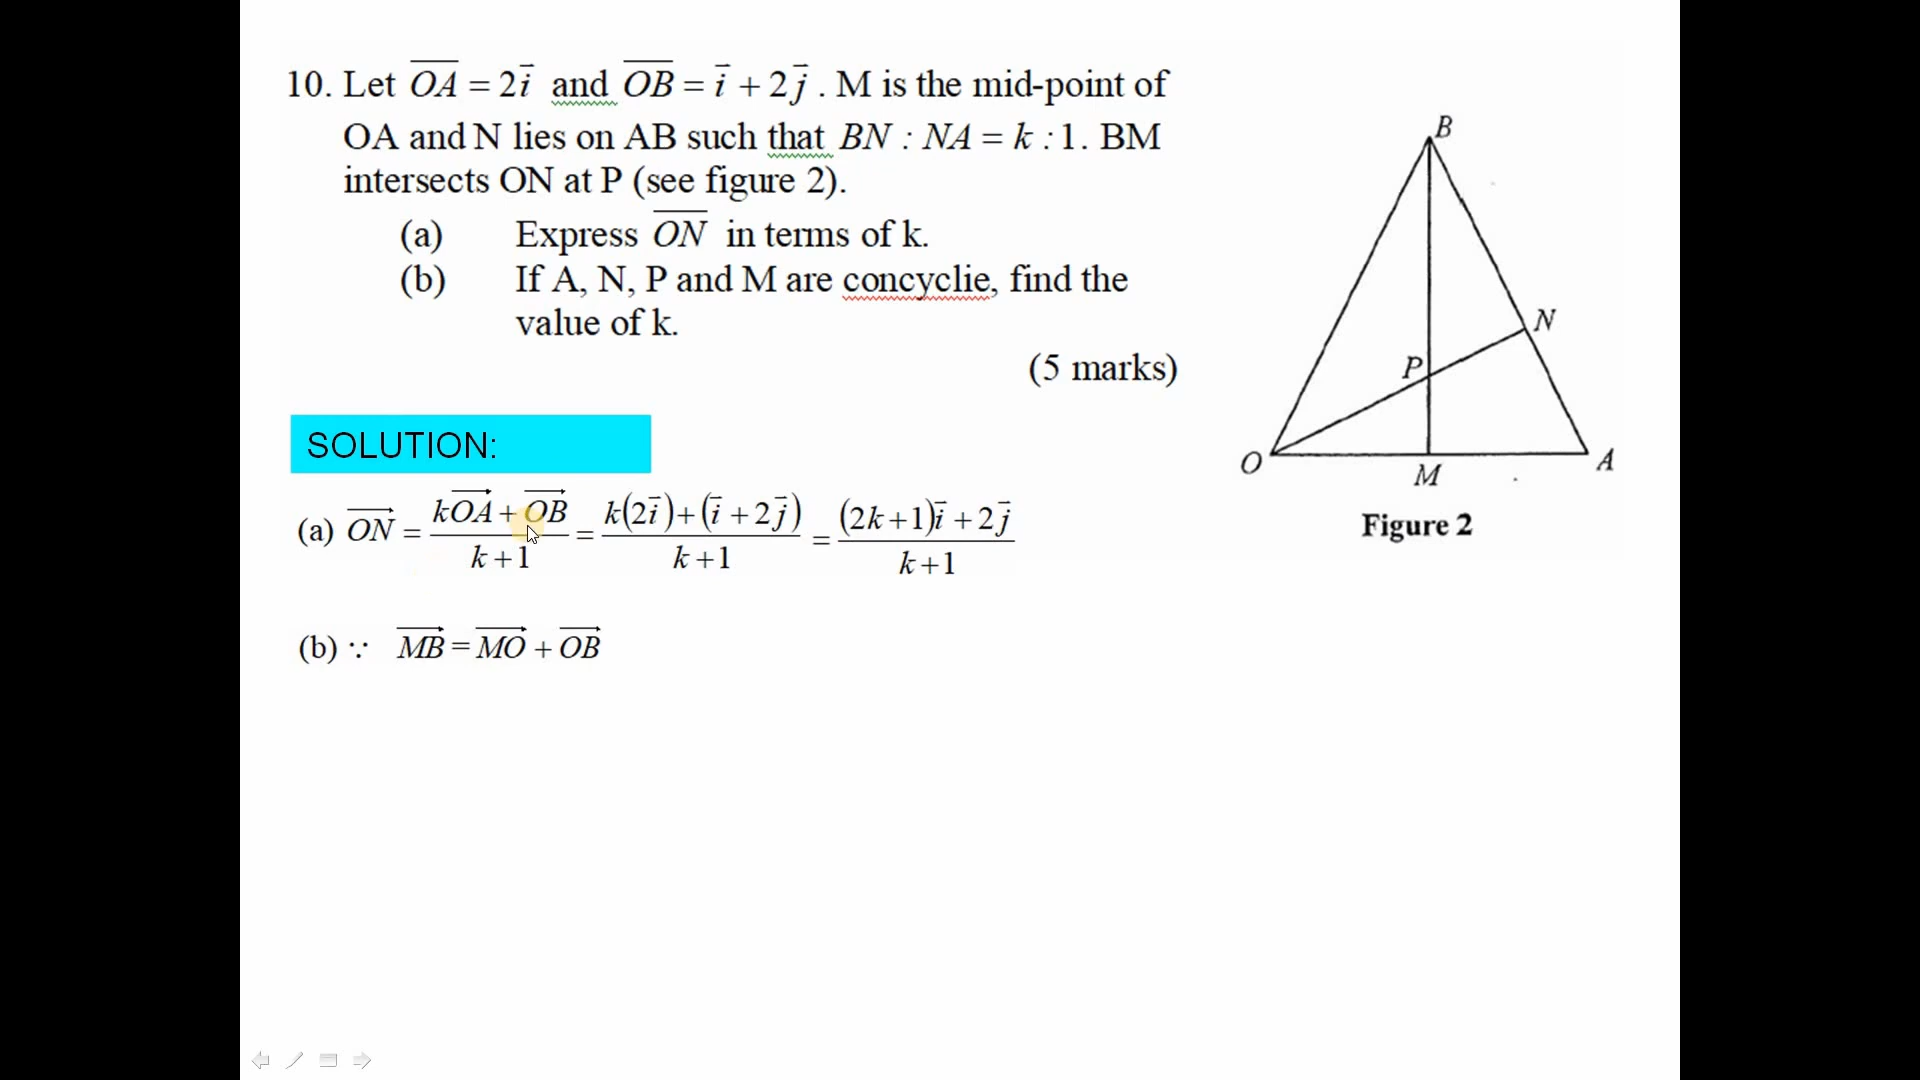 10. Let OA = 2i and OB = i + 2j . M is the mid-point of
OA and N lies on AB such that BN : NA = k : 1. BM
intersects ON at P (see figure 2).
(a) Express ON in terms of k.
(b) If A, N, P and M are concyclie, find the
value of k.
(5 marks)
B
N
P
O
M
A
Figure 2
SOLUTION:
(a) ON = (kOA + OB)/(k + 1) = (k(2i) + (i + 2j))/(k + 1) = ((2k + 1)i + 2j)/(k + 1)
(b) ∵ MB = MO + OB